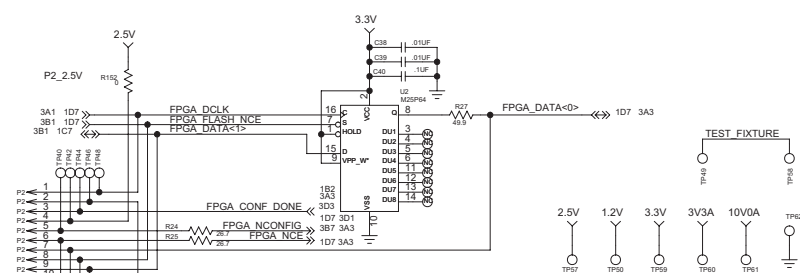 3.3V
2.5V
C38 .01UF
C39 .01UF
C40 .1UF
P2_2.5V
R152
0
U2
M25P64
2
VCC
3A1 1D7 FPGA_DCLK 16 C
3B1 1D7 FPGA_FLASH_NCE 7 S
3B1 1C7 FPGA_DATA<1> 1 HOLD
15 D
9 VPP_W*
Q 8 R27 49.9 FPGA_DATA<0> 1D7 3A3
DU1 3 NC
DU2 4 NC
DU3 5 NC
DU4 6 NC
DU5 11 NC
DU6 12 NC
DU7 13 NC
DU8 14 NC
VSS
10
TEST_FIXTURE
TP49 TP58
TP40 TP42 TP44 TP46 TP48
1B2
3A3
FPGA_CONF_DONE 3D3
1D7 3D1
R24 26.7 FPGA_NCONFIG 3B7 3A3
R25 26.7 FPGA_NCE 1D7 3A3
P2 1
P2 2
P2 3
P2 4
P2 5
P2 6
P2 7
P2 8
P2 9
10
2.5V 1.2V 3.3V 3V3A 10V0A
TP62
TP57 TP50 TP59 TP60 TP61